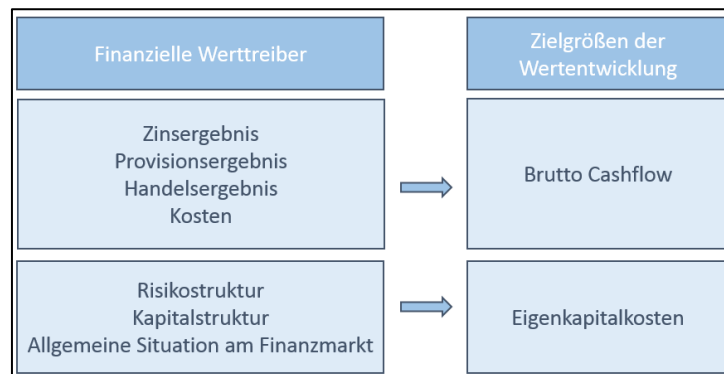 Finanzielle Werttreiber
Zielgrößen der
Wertentwicklung
Zinsergebnis
Provisionsergebnis
Handelsergebnis
Kosten
Brutto Cashflow
Risikostruktur
Kapitalstruktur
Allgemeine Situation am Finanzmarkt
Eigenkapitalkosten